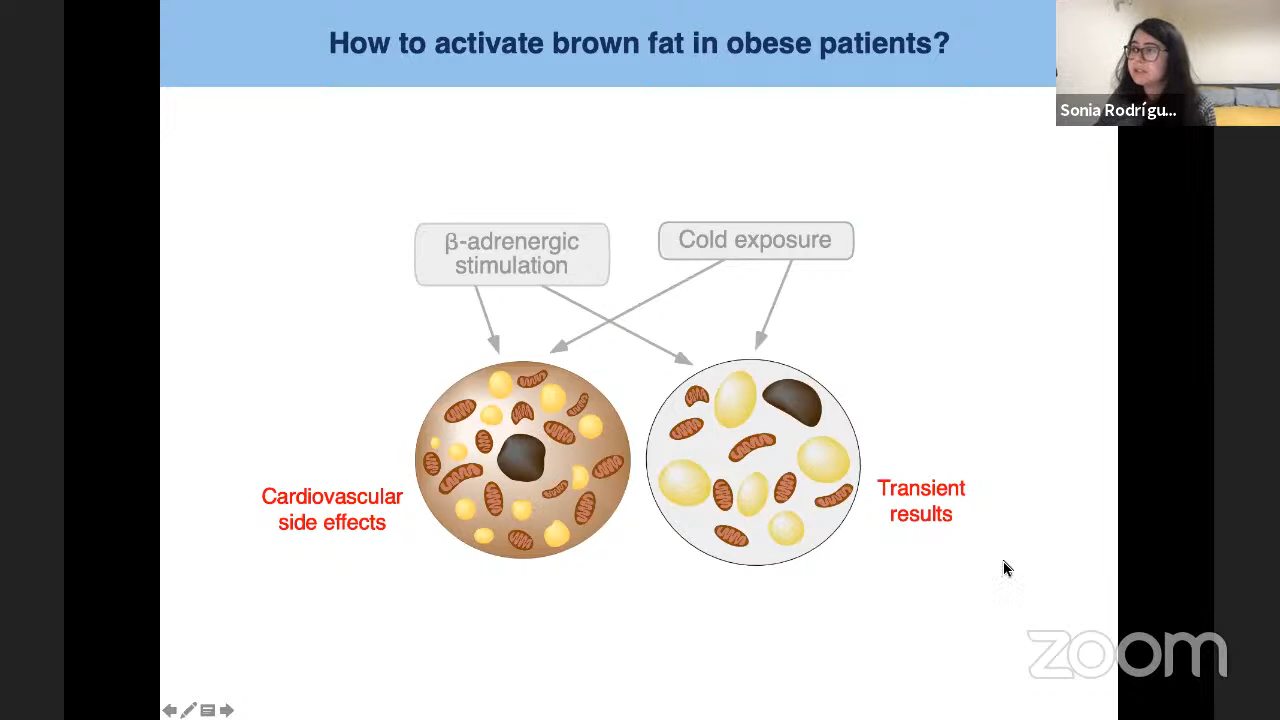 How to activate brown fat in obese patients?
Sonia Rodrígu...
β-adrenergic
stimulation
Cold exposure
Cardiovascular
side effects
Transient
results
zoom